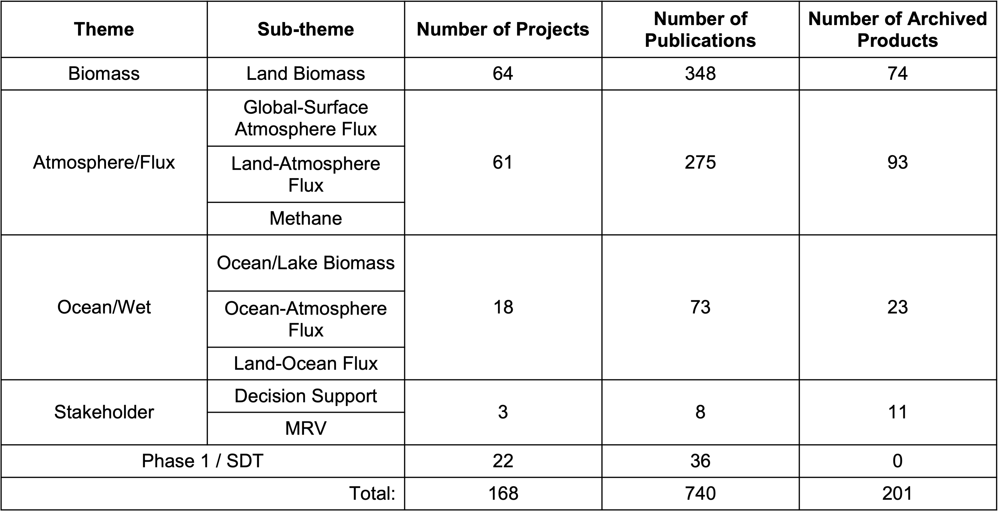 Theme
Sub-theme
Number of Projects
Number of
Publications
Number of Archived
Products
Biomass
Land Biomass
64
348
74
Atmosphere/Flux
Global-Surface
Atmosphere Flux
Land-Atmosphere
Flux
Methane
61
275
93
Ocean/Wet
Ocean/Lake Biomass
Ocean-Atmosphere
Flux
Land-Ocean Flux
18
73
23
Stakeholder
Decision Support
MRV
3
8
11
Phase 1 / SDT
22
36
0
Total:
168
740
201